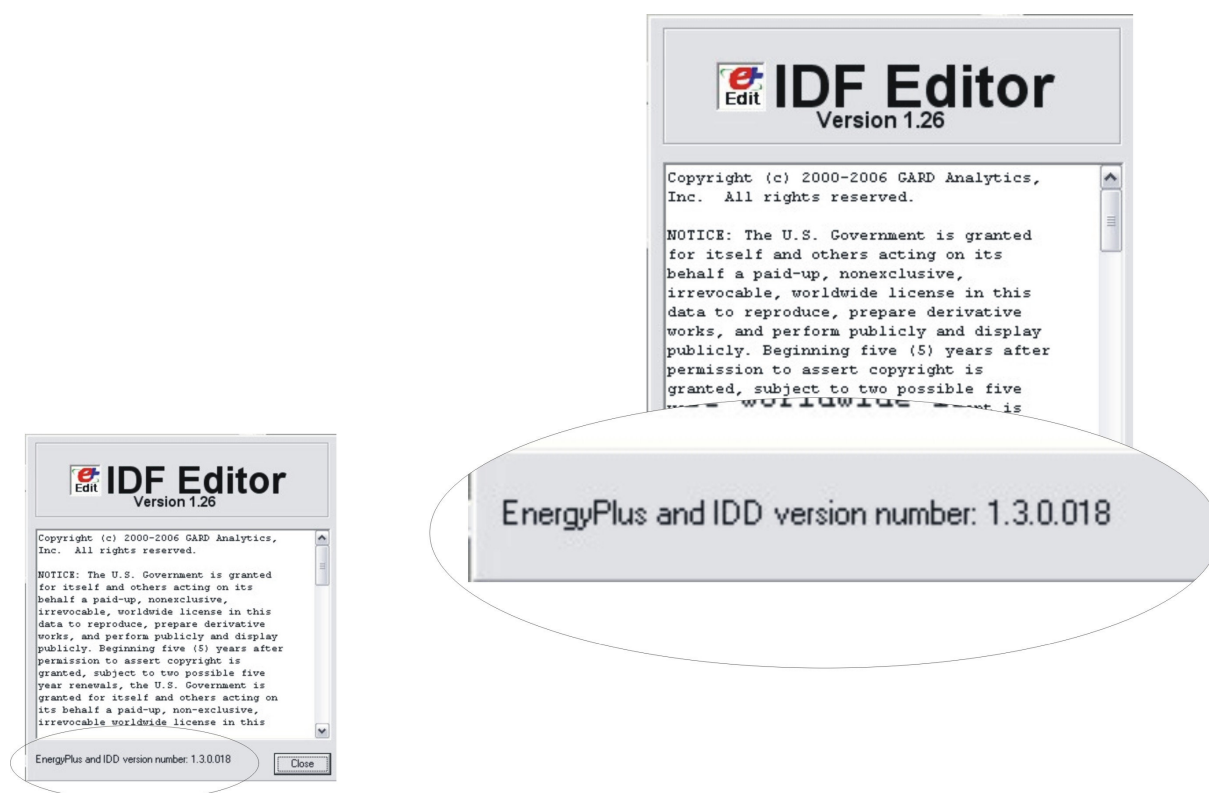 e+
Edit
IDF Editor
Version 1.26
Copyright (c) 2000-2006 GARD Analytics,
Inc. All rights reserved.
NOTICE: The U.S. Government is granted
for itself and others acting on its
behalf a paid-up, nonexclusive,
irrevocable, worldwide license in this
data to reproduce, prepare derivative
works, and perform publicly and display
publicly. Beginning five (5) years after
permission to assert copyright is
granted, subject to two possible five
worldwide
is
EnergyPlus and IDD version number: 1.3.0.018
e+
Edit
IDF Editor
Version 1.26
Copyright (c) 2000-2006 GARD Analytics,
Inc. All rights reserved.
NOTICE: The U.S. Government is granted
for itself and others acting on its
behalf a paid-up, nonexclusive,
irrevocable, worldwide license in this
data to reproduce, prepare derivative
works, and perform publicly and display
publicly. Beginning five (5) years after
permission to assert copyright is
granted, subject to two possible five
year renewals, the U.S. Government is
granted for itself and others acting on
its behalf a paid-up, non-exclusive,
irrevocable worldwide license in this
EnergyPlus and IDD version number: 1.3.0.018
Close